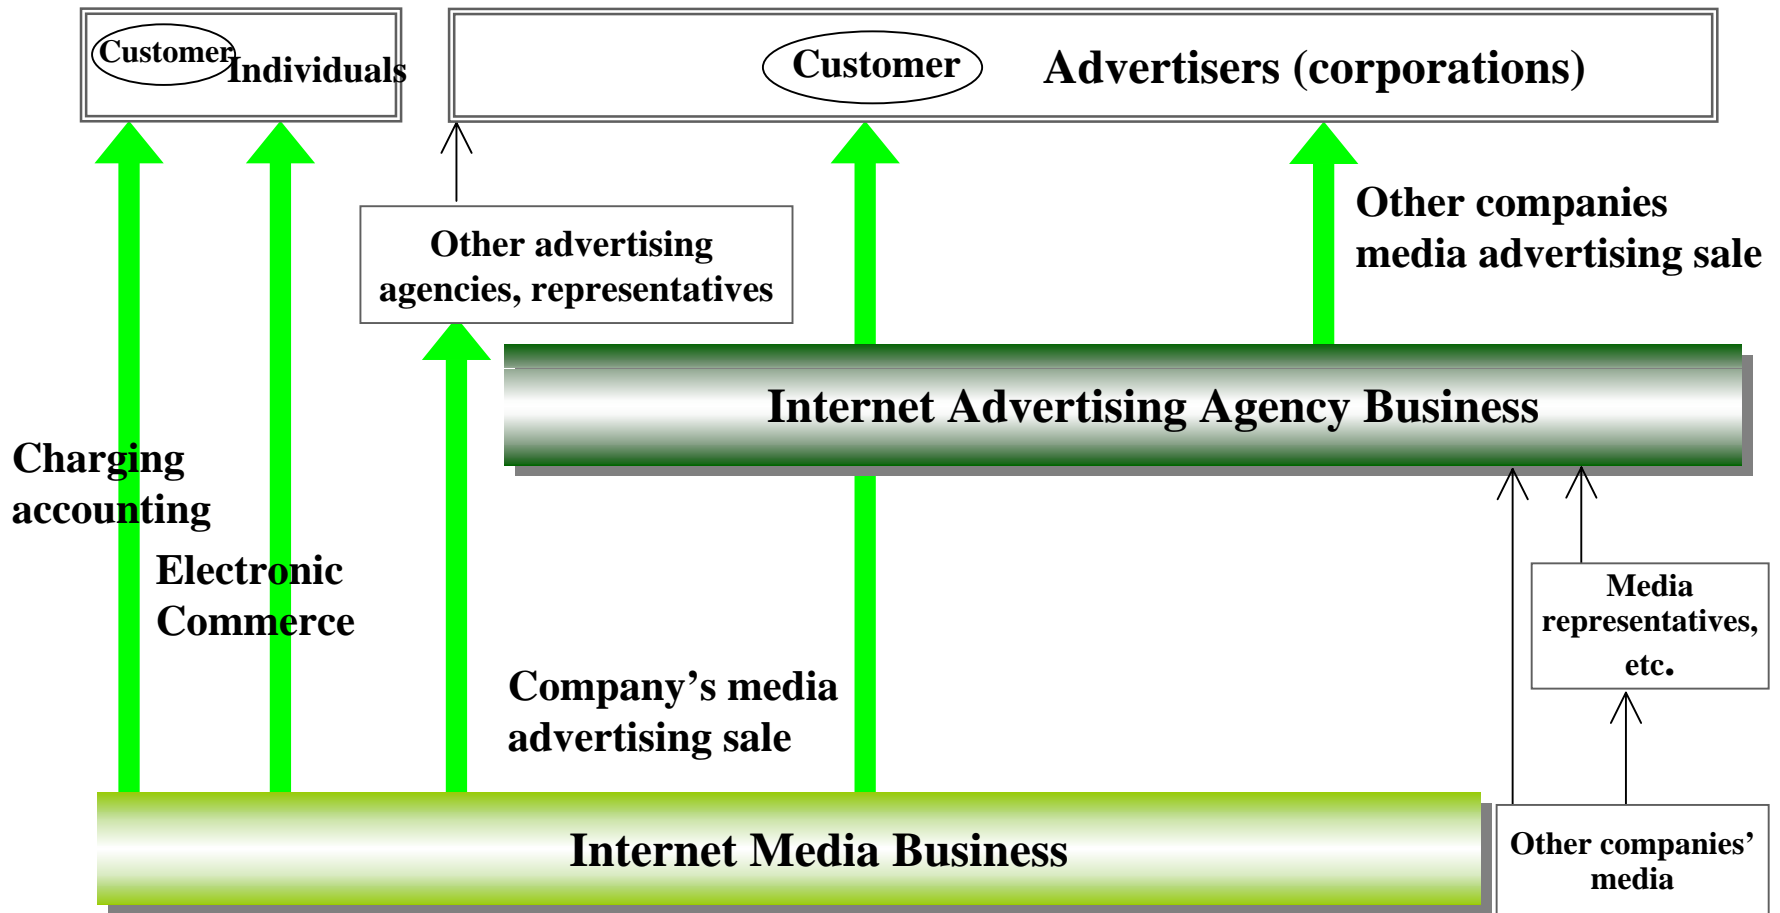 Customer
Individuals
Customer
Advertisers (corporations)
Other companies
media advertising sale
Other advertising
agencies, representatives
Internet Advertising Agency Business
Charging
accounting
Electronic
Commerce
Media
representatives,
etc.
Company’s media
advertising sale
Internet Media Business
Other companies’
media